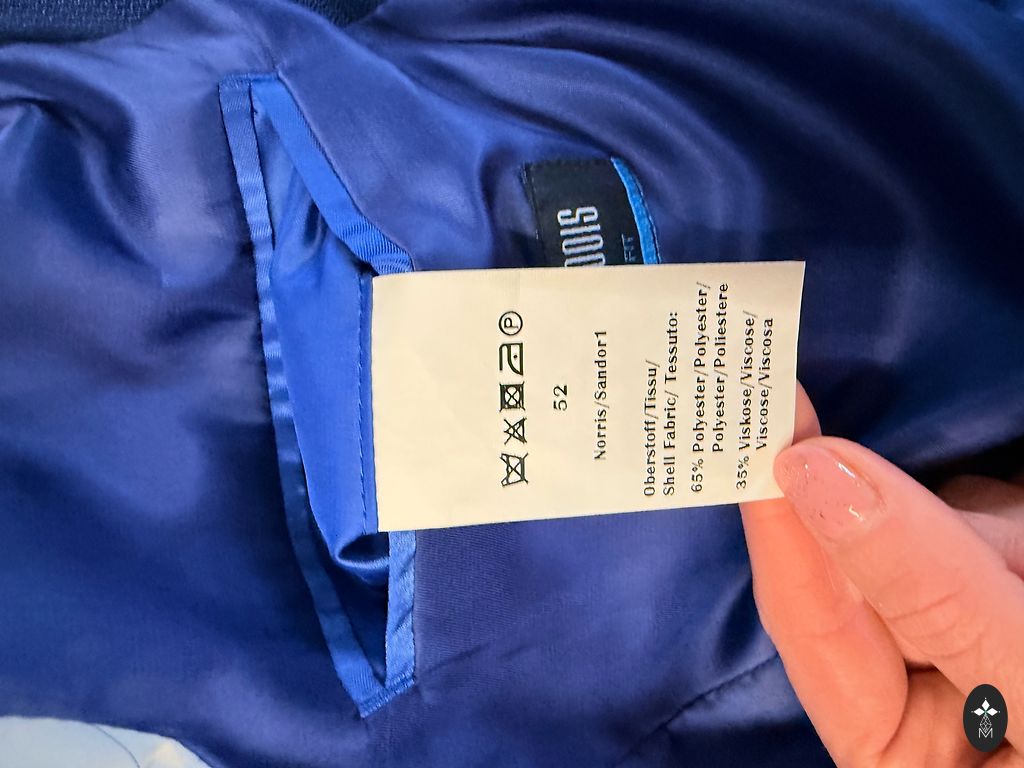 52
Norris/Sandor1
Oberstoff/Tissu/
Shell Fabric/ Tessuto:
65% Polyester/Polyester/
Polyester/Poliestere
35% Viskose/Viscose/
Viscose/Viscosa
P
M